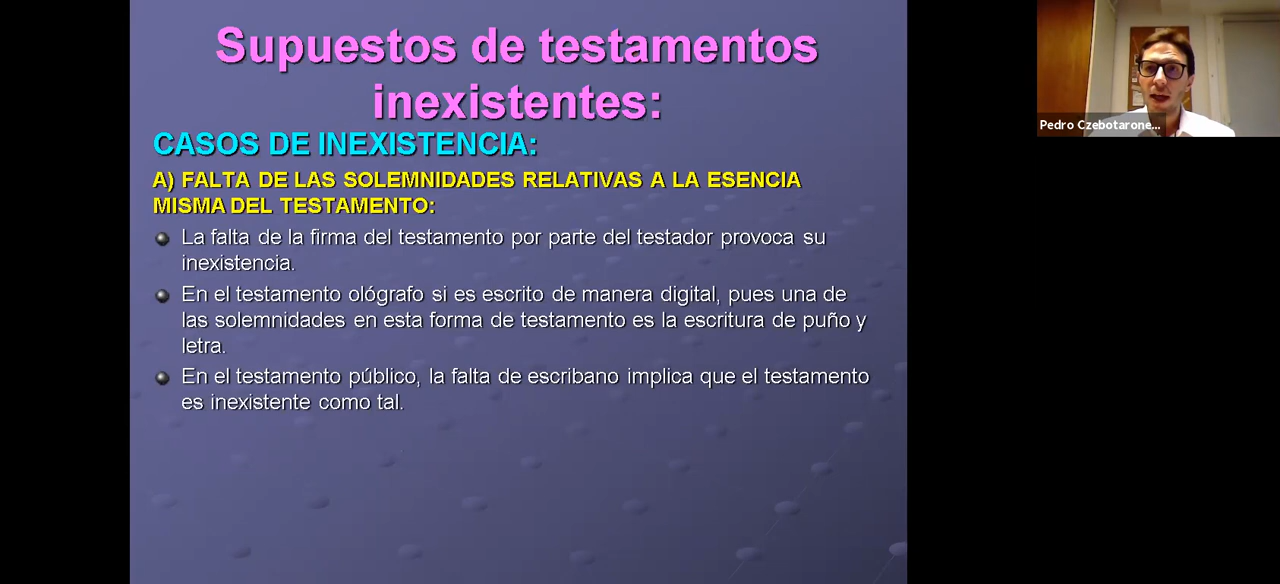 Supuestos de testamentos
inexistentes:
CASOS DE INEXISTENCIA:
A) FALTA DE LAS SOLEMNIDADES RELATIVAS A LA ESENCIA
MISMA DEL TESTAMENTO:
La falta de la firma del testamento por parte del testador provoca su
inexistencia.
En el testamento ológrafo si es escrito de manera digital, pues una de
las solemnidades en esta forma de testamento es la escritura de puño y
letra.
En el testamento público, la falta de escribano implica que el testamento
es inexistente como tal.
Pedro Czebotarone...